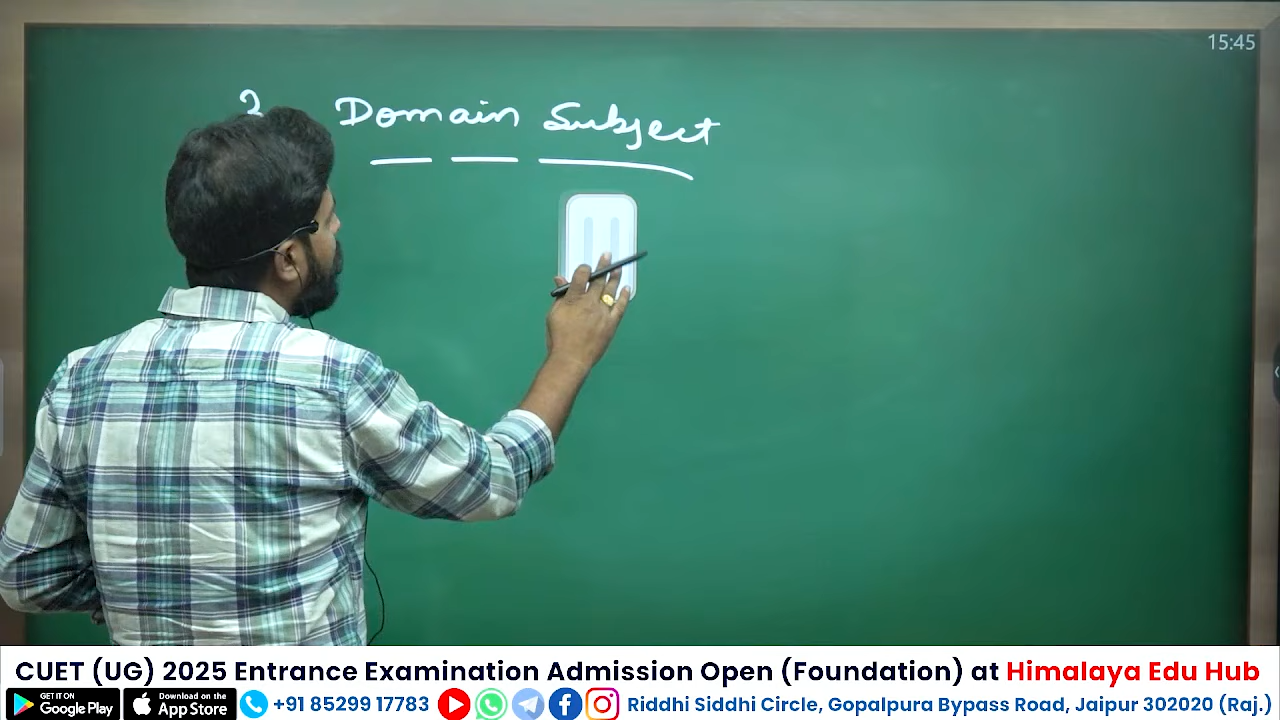 15:45
2 Domain Subject
CUET (UG) 2025 Entrance Examination Admission Open (Foundation) at Himalaya Edu Hub
GET IT ON Google Play Download on the App Store +91 85299 17783 Riddhi Siddhi Circle, Gopalpura Bypass Road, Jaipur 302020 (Raj.)